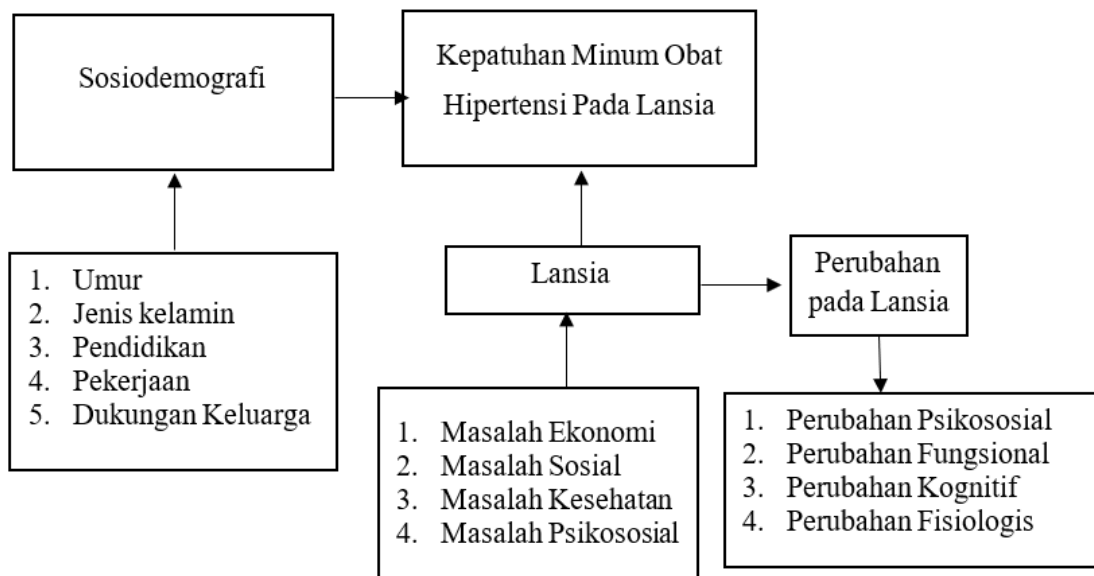 Sosiodemografi
Kepatuhan Minum Obat
Hipertensi Pada Lansia
1. Umur
2. Jenis kelamin
3. Pendidikan
4. Pekerjaan
5. Dukungan Keluarga
Lansia
Perubahan
pada Lansia
1. Masalah Ekonomi
2. Masalah Sosial
3. Masalah Kesehatan
4. Masalah Psikososial
1. Perubahan Psikososial
2. Perubahan Fungsional
3. Perubahan Kognitif
4. Perubahan Fisiologis